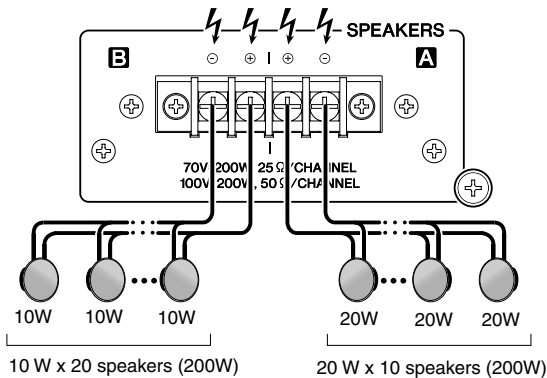 SPEAKERS
B A
⊖ ⊕ ⊕ ⊖
70V, 200W, 25 Ω/CHANNEL
100V, 200W, 50 Ω/CHANNEL
10W 10W 10W 20W 20W 20W
10 W x 20 speakers (200W) 20 W x 10 speakers (200W)